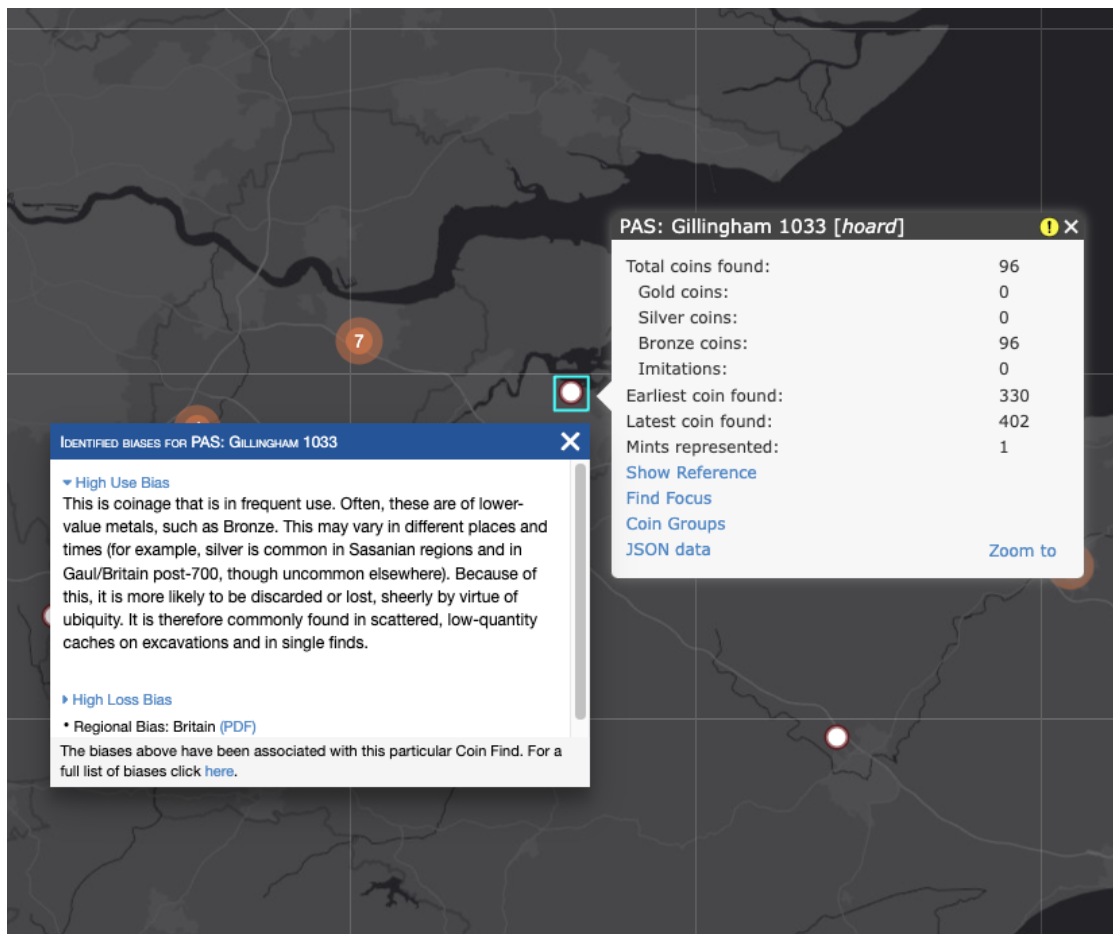 PAS: Gillingham 1033 [hoard]
!
Total coins found: 96
Gold coins: 0
Silver coins: 0
Bronze coins: 96
Imitations: 0
Earliest coin found: 330
Latest coin found: 402
Mints represented: 1
Show Reference
Find Focus
Coin Groups
JSON data Zoom to
7
IDENTIFIED BIASES FOR PAS: GILLINGHAM 1033
High Use Bias
This is coinage that is in frequent use. Often, these are of lower-
value metals, such as Bronze. This may vary in different places and
times (for example, silver is common in Sasanian regions and in
Gaul/Britain post-700, though uncommon elsewhere). Because of
this, it is more likely to be discarded or lost, sheerly by virtue of
ubiquity. It is therefore commonly found in scattered, low-quantity
caches on excavations and in single finds.
High Loss Bias
• Regional Bias: Britain (PDF)
The biases above have been associated with this particular Coin Find. For a
full list of biases click here.